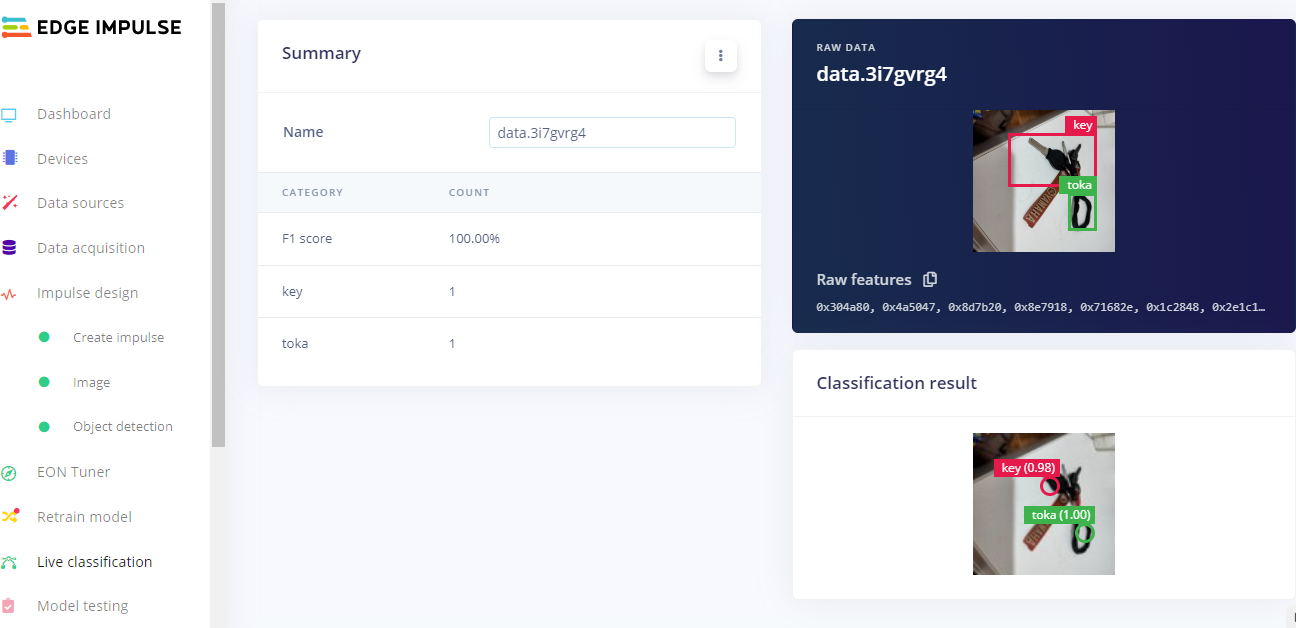 EDGE IMPULSE
Dashboard
Devices
Data sources
Data acquisition
Impulse design
Create impulse
Image
Object detection
EON Tuner
Retrain model
Live classification
Model testing
Summary
Name
data.3i7gvrg4
CATEGORY COUNT
F1 score 100.00%
key 1
toka 1
RAW DATA
data.3i7gvrg4
key
toka
Raw features
0x304a80, 0x4a5047, 0x8d7b20, 0x8e7918, 0x71682e, 0x1c2848, 0x2e1c1…
Classification result
key (0.98)
toka (1.00)